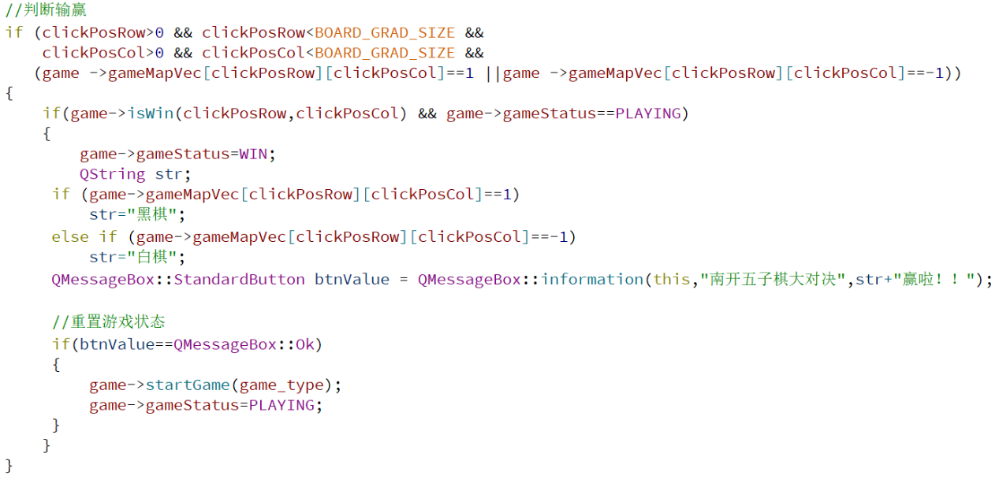 //判断输赢
if (clickPosRow>0 && clickPosRow<BOARD_GRAD_SIZE &&
    clickPosCol>0 && clickPosCol<BOARD_GRAD_SIZE &&
   (game ->gameMapVec[clickPosRow][clickPosCol]==1 ||game ->gameMapVec[clickPosRow][clickPosCol]==-1))
{
    if(game->isWin(clickPosRow,clickPosCol) && game->gameStatus==PLAYING)
    {
        game->gameStatus=WIN;
        QString str;
     if (game->gameMapVec[clickPosRow][clickPosCol]==1)
         str="黑棋";
     else if (game->gameMapVec[clickPosRow][clickPosCol]==-1)
         str="白棋";
     QMessageBox::StandardButton btnValue = QMessageBox::information(this,"南开五子棋大对决",str+"赢啦！！");
     //重置游戏状态
     if(btnValue==QMessageBox::Ok)
     {
         game->startGame(game_type);
         game->gameStatus=PLAYING;
     }
    }
}